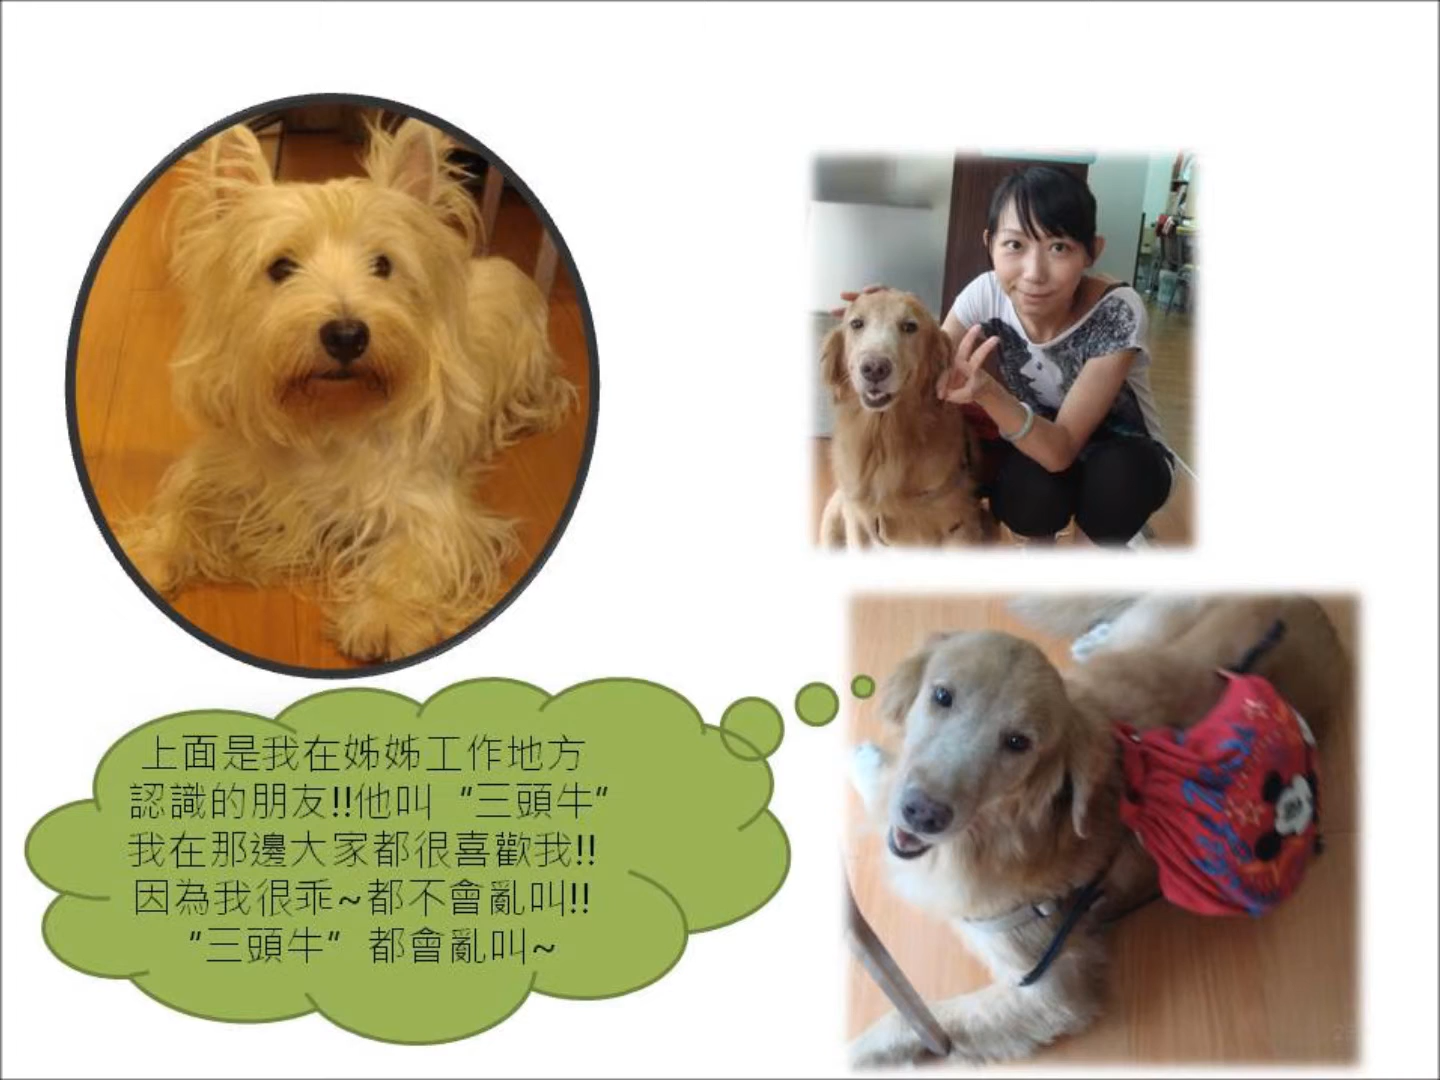 上面是我在姊姊工作地方
認識的朋友!!他叫 “三頭牛”
我在那邊大家都很喜歡我!!
因為我很乖~都不會亂叫!!
“三頭牛” 都會亂叫~